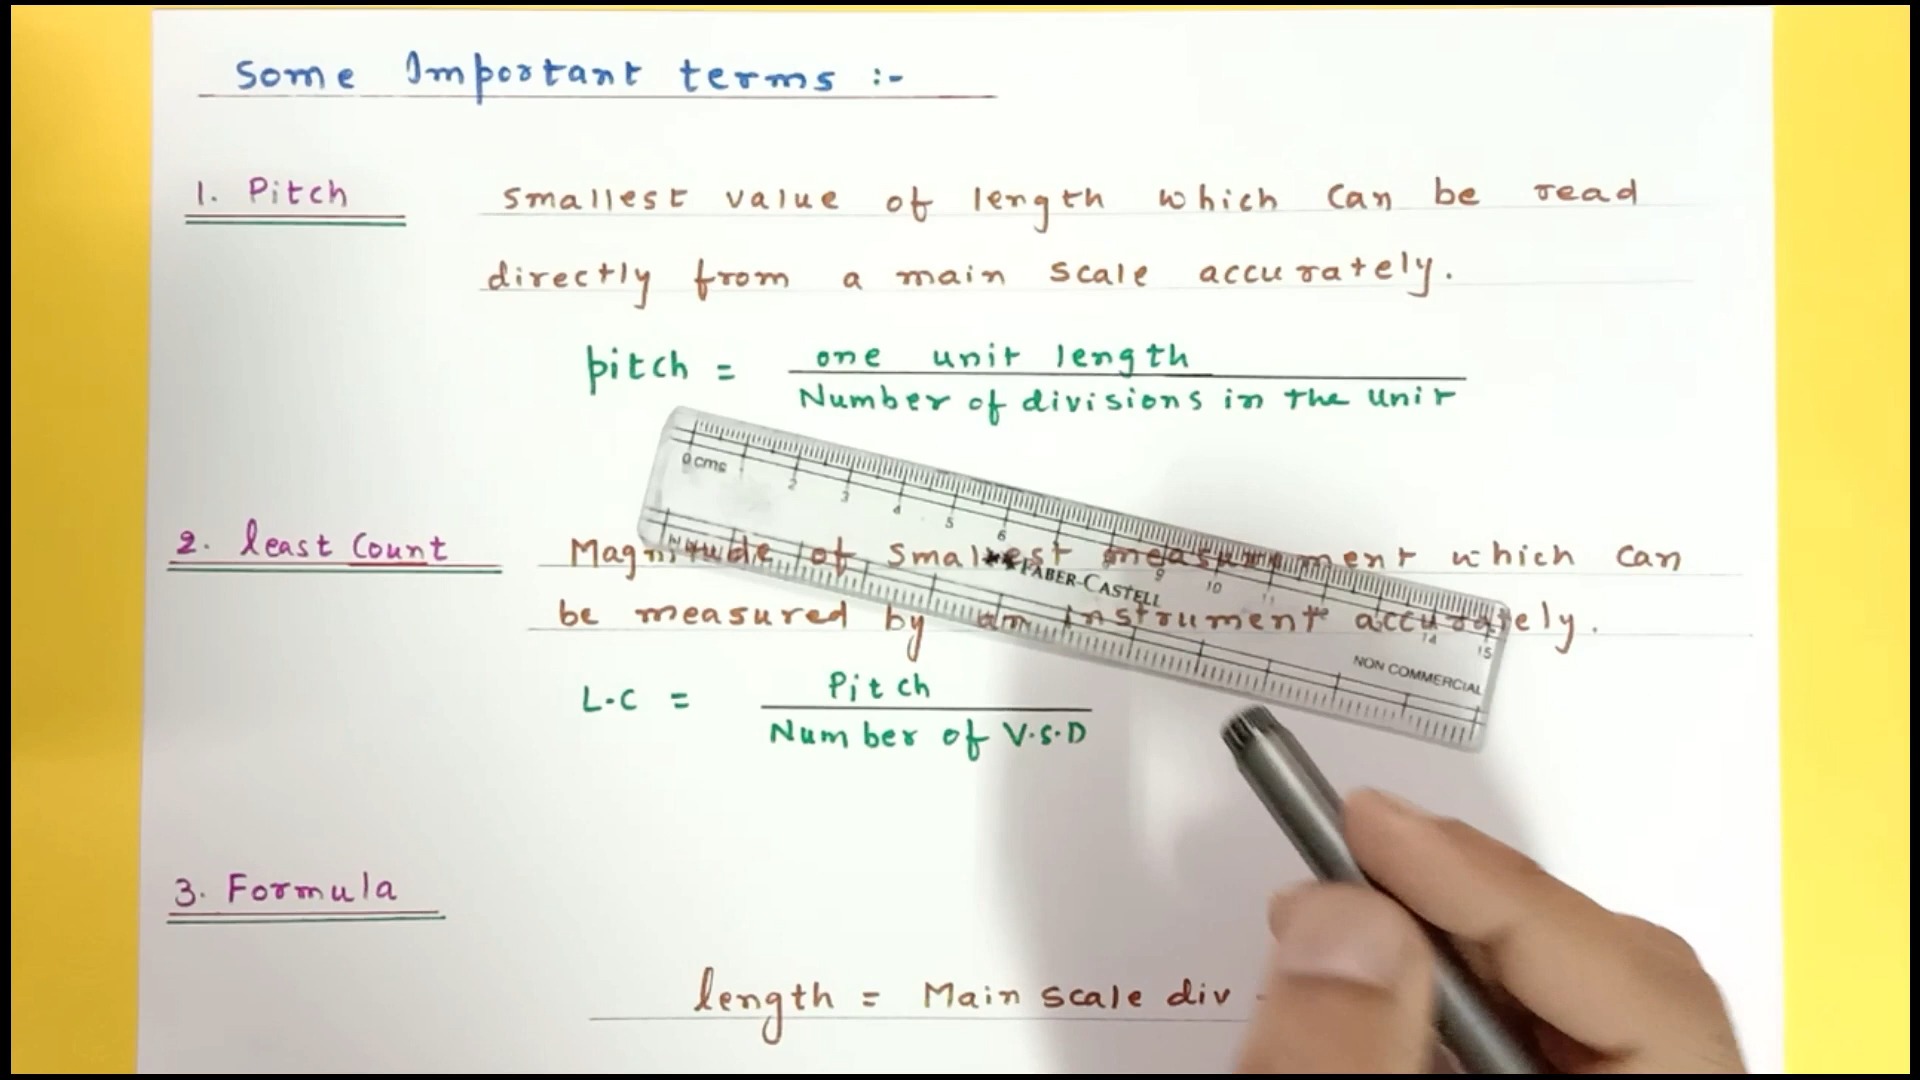 Some Important terms :-
1. Pitch
smallest value of length which can be read
directly from a main scale accurately.
pitch = one unit length
Number of divisions in the unit
0 cms 2 3 4 5 6 9 10 11 14 15
FABER-CASTELL
NON COMMERCIAL
2. least Count
Magnitude of smallest measurement which can
be measured by an instrument accurately.
L.C = Pitch
Number of V.S.D
3. Formula
length = Main scale div